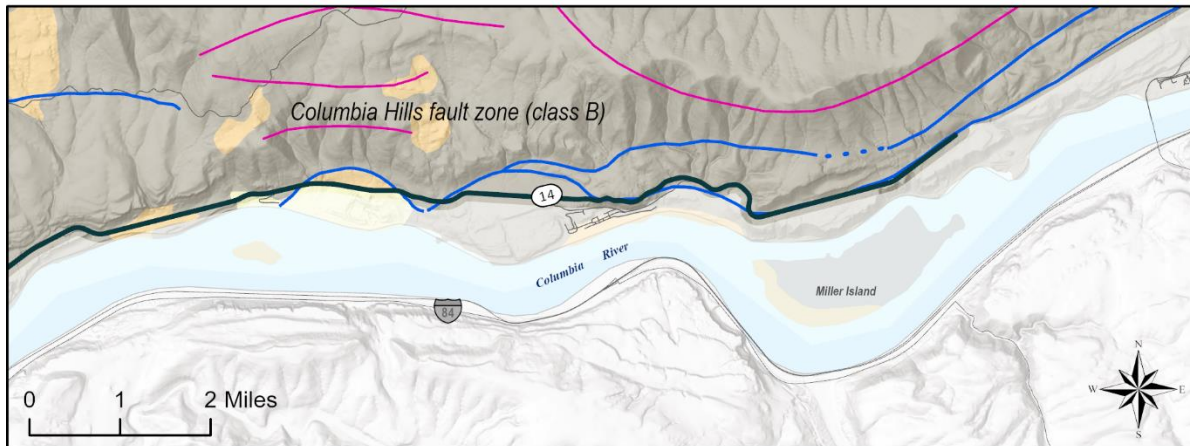 Columbia Hills fault zone (class B)
14
Columbia River
Miller Island
84
0 1 2 Miles
N
W E
S